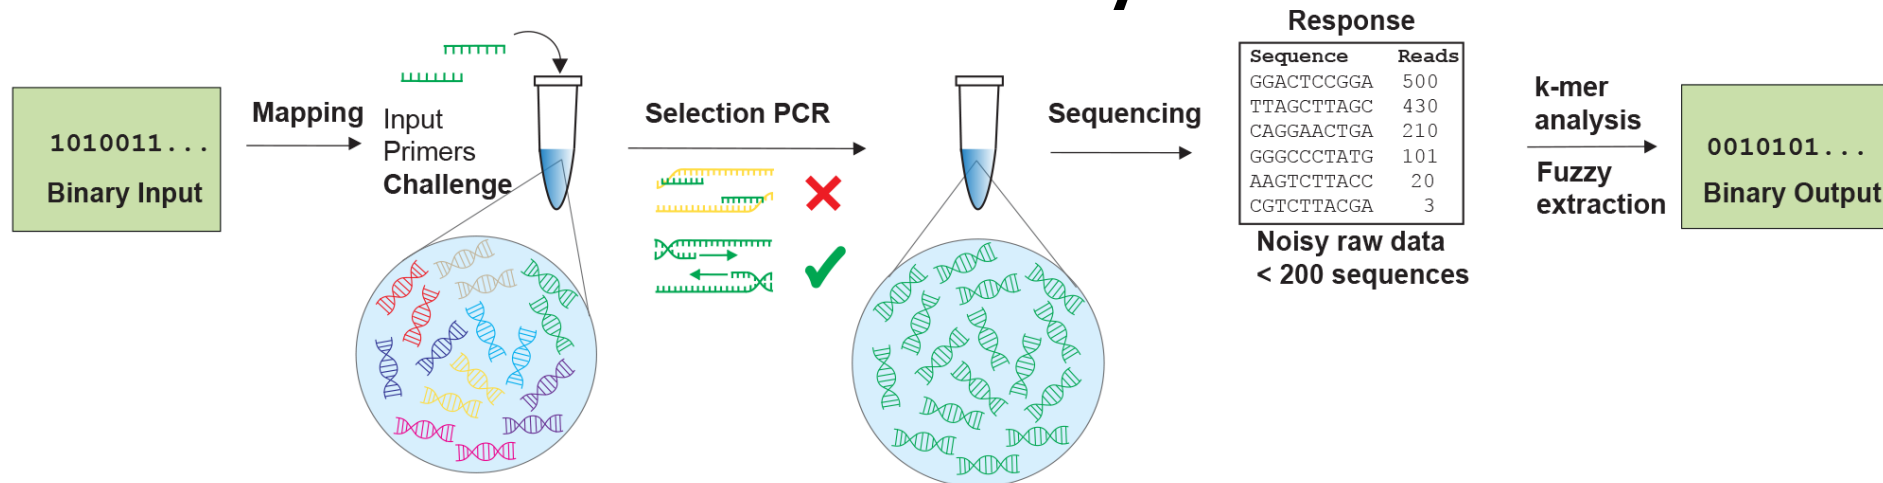 1010011...
Binary Input
Mapping
Input
Primers
Challenge
Selection PCR
Sequencing
Response
Sequence Reads
GGACTCCGGA 500
TTAGCTTAGC 430
CAGGAACTGA 210
GGGCCCTATG 101
AAGTCTTACC 20
CGTCTTACGA 3
Noisy raw data
< 200 sequences
k-mer
analysis
Fuzzy
extraction
0010101...
Binary Output